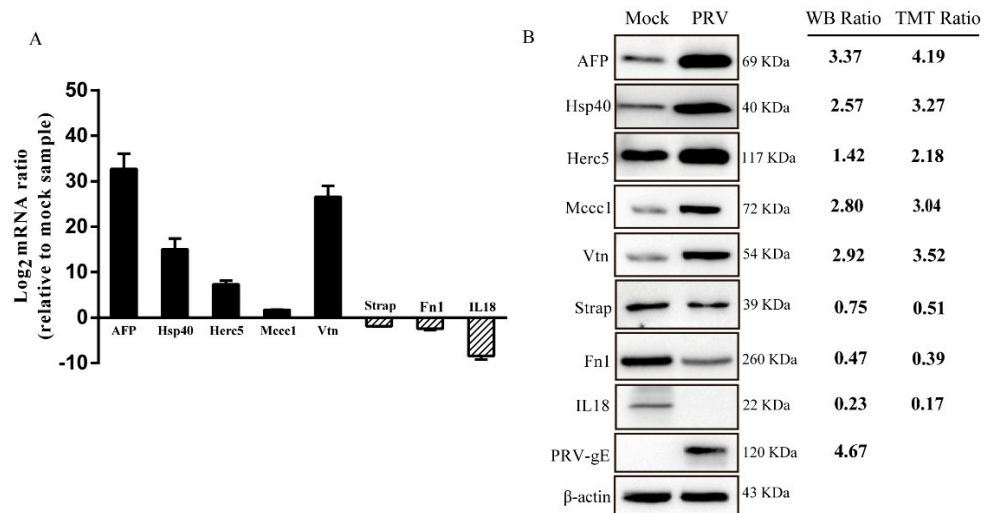 A
Log2 mRNA ratio
(relative to mock sample)
50
40
30
20
10
0
-10
AFP Hsp40 Herc5 Mccc1 Vtn
Strap Fn1 IL18
B
Mock PRV WB Ratio TMT Ratio
AFP 69 KDa 3.37 4.19
Hsp40 40 KDa 2.57 3.27
Herc5 117 KDa 1.42 2.18
Mccc1 72 KDa 2.80 3.04
Vtn 54 KDa 2.92 3.52
Strap 39 KDa 0.75 0.51
Fn1 260 KDa 0.47 0.39
IL18 22 KDa 0.23 0.17
PRV-gE 120 KDa 4.67
β-actin 43 KDa